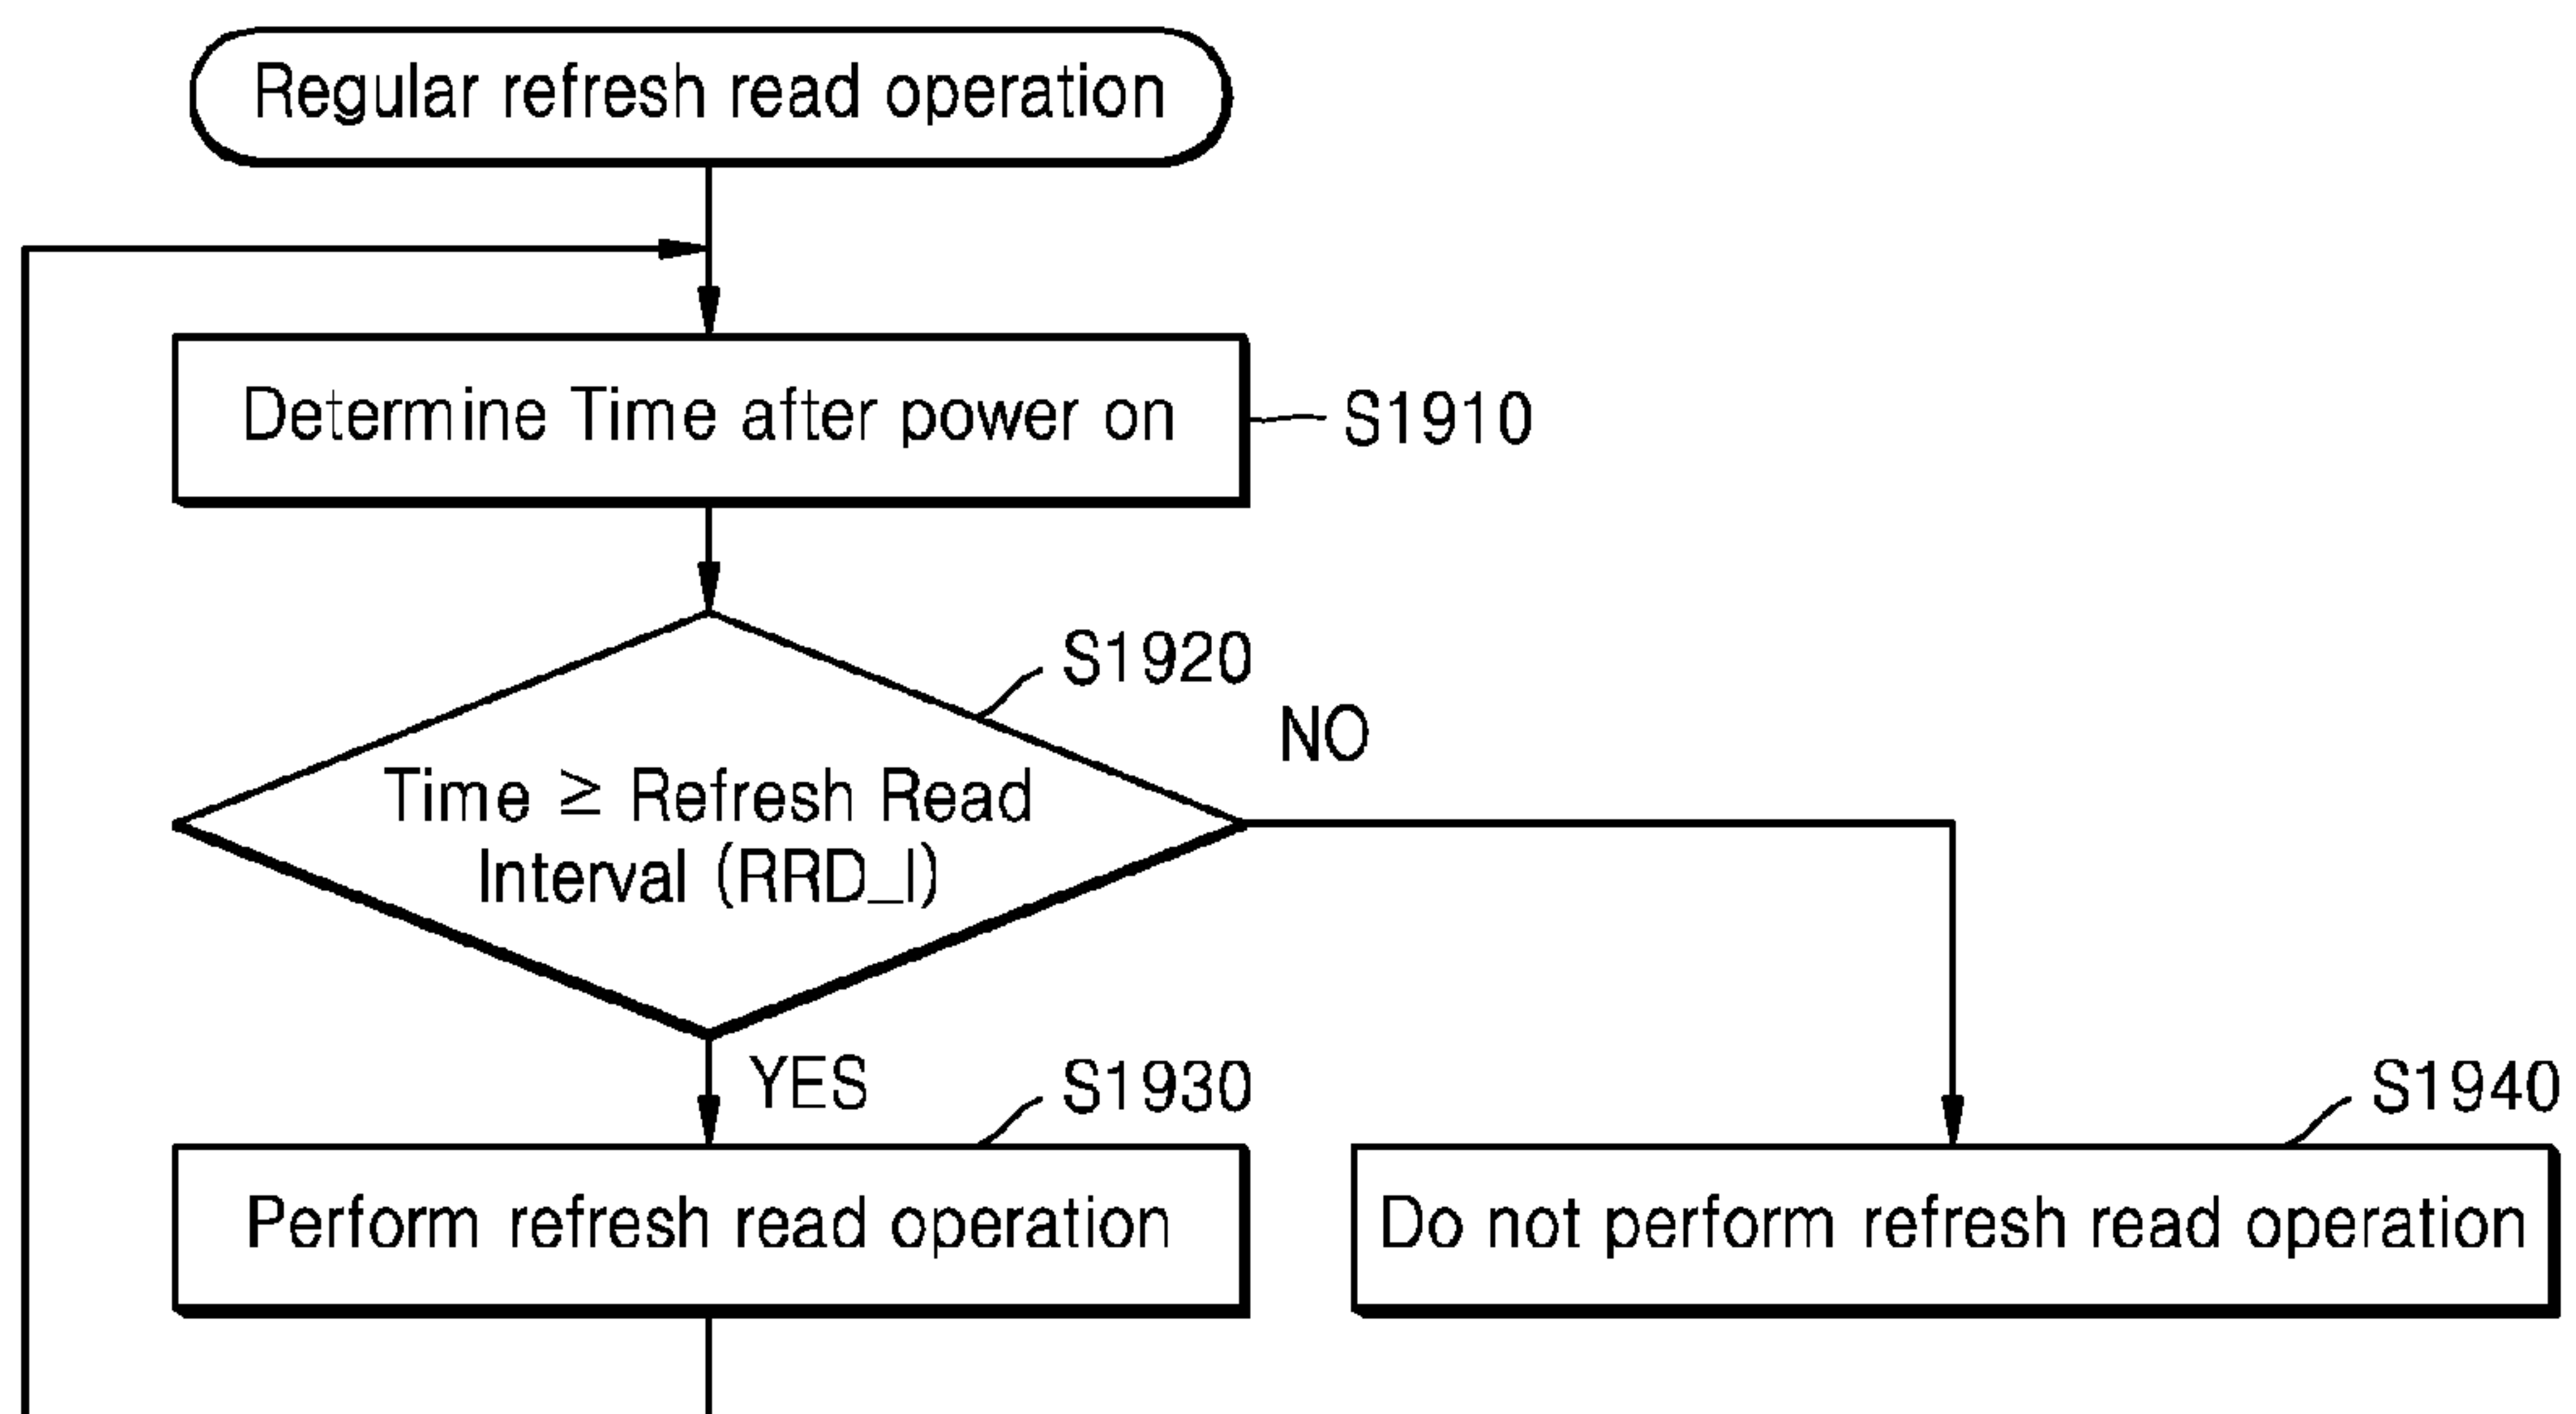 Regular refresh read operation
Determine Time after power on
S1910
S1920
NO
Time ≥ Refresh Read
Interval (RRD_I)
YES
S1930
S1940
Perform refresh read operation
Do not perform refresh read operation